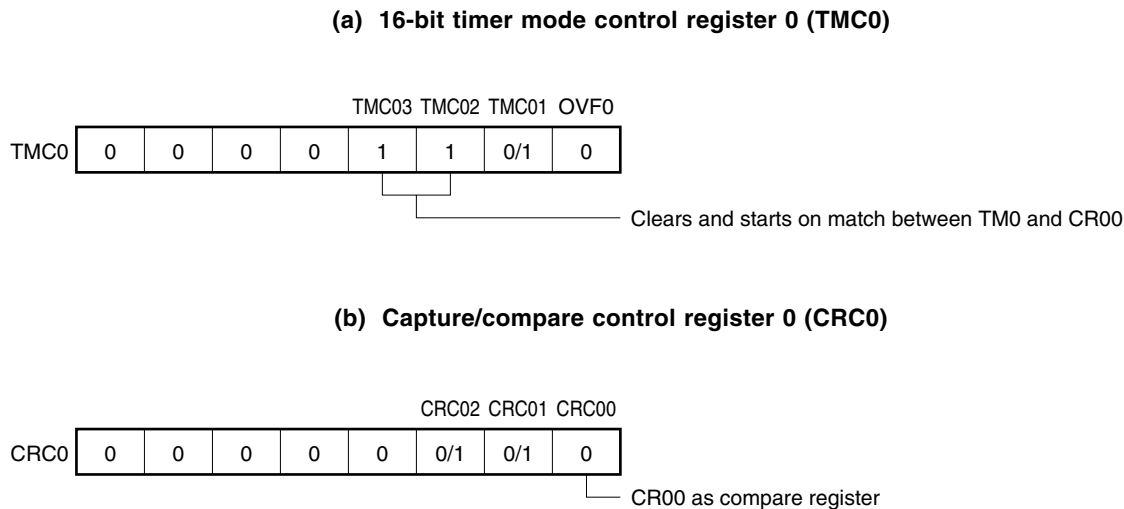 (a) 16-bit timer mode control register 0 (TMC0)
TMC03 TMC02 TMC01 OVF0
TMC0 0 0 0 0 1 1 0/1 0
Clears and starts on match between TM0 and CR00
(b) Capture/compare control register 0 (CRC0)
CRC02 CRC01 CRC00
CRC0 0 0 0 0 0 0/1 0/1 0
CR00 as compare register